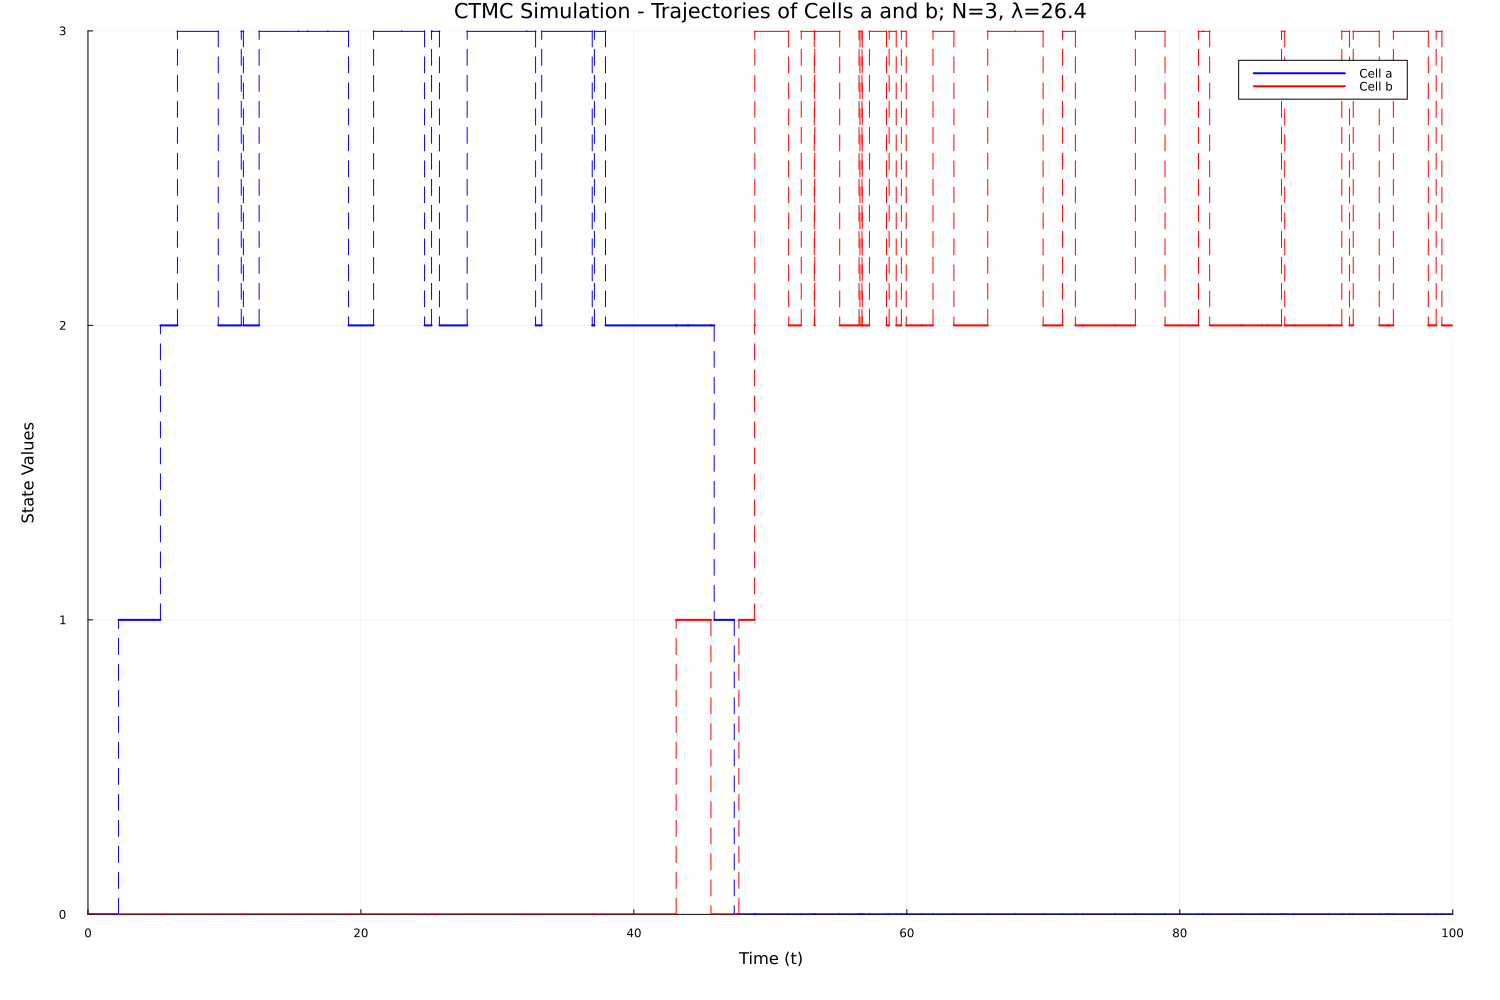 CTMC Simulation - Trajectories of Cells a and b; N=3, λ=26.4
3
Cell a
Cell b
2
State Values
1
0
0 20 40 60 80 100
Time (t)